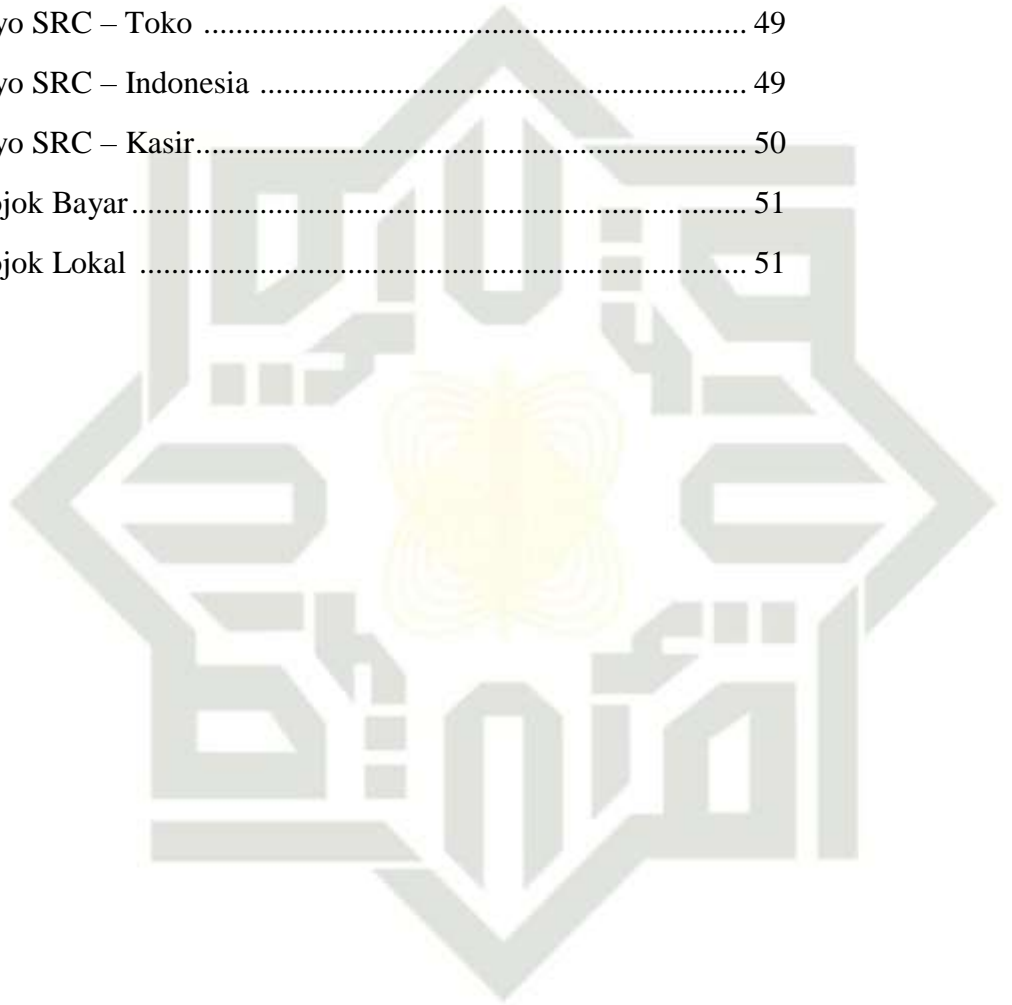 yo SRC – Toko ................................................................... 49
yo SRC – Indonesia ............................................................ 49
yo SRC – Kasir.................................................................... 50
ojok Bayar............................................................................ 51
ojok Lokal ........................................................................... 51